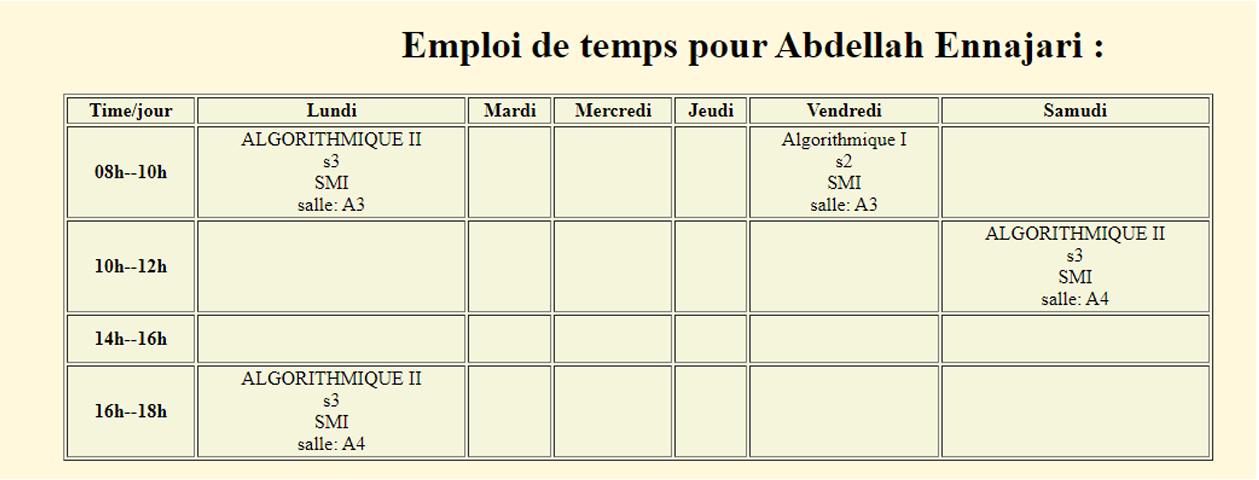 Emploi de temps pour Abdellah Ennajari :
Time/jour Lundi Mardi Mercredi Jeudi Vendredi Samudi
08h--10h
ALGORITHMIQUE II
s3
SMI
salle: A3
Algorithmique I
s2
SMI
salle: A3
10h--12h
ALGORITHMIQUE II
s3
SMI
salle: A4
14h--16h
16h--18h
ALGORITHMIQUE II
s3
SMI
salle: A4